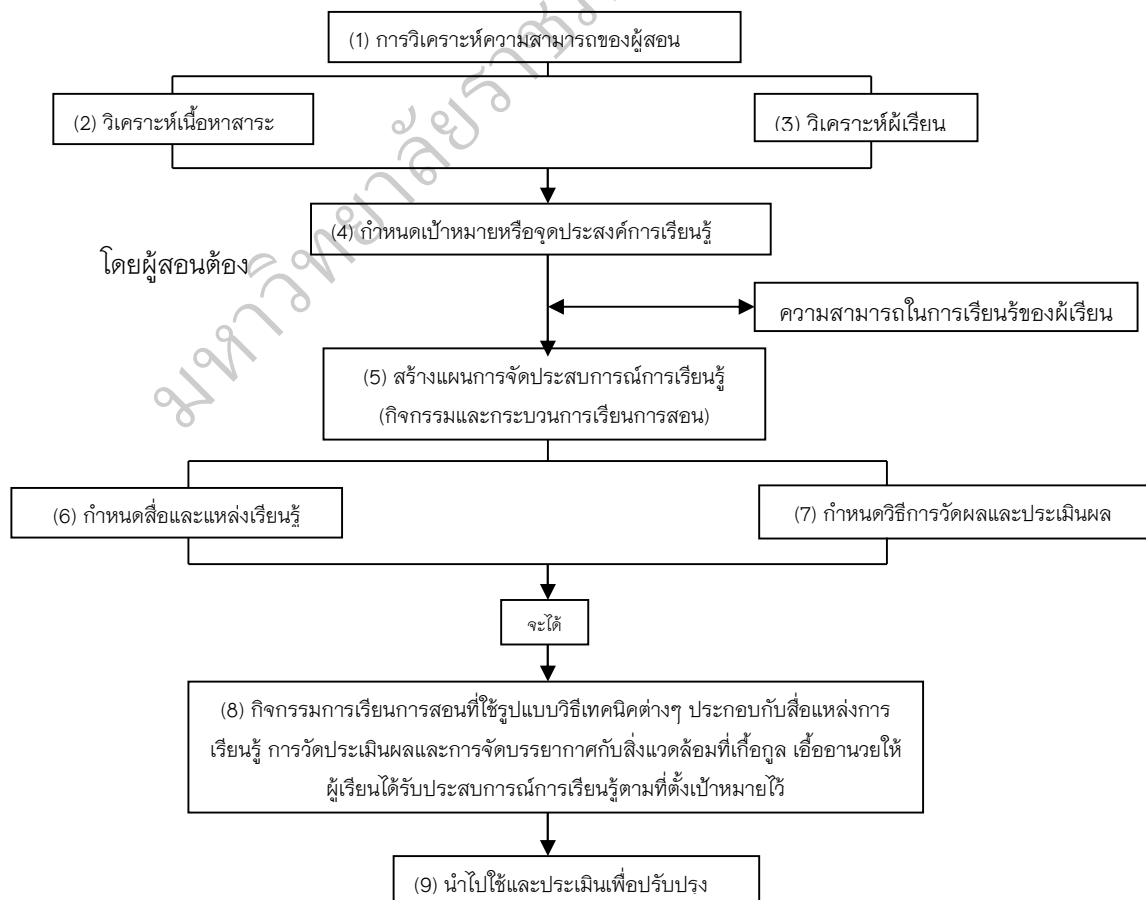 (1) การวิเคราะห์ความสามารถของผู้สอน
(2) วิเคราะห์เนื้อหาสาระ
(3) วิเคราะห์ผู้เรียน
(4) กำหนดเป้าหมายหรือจุดประสงค์การเรียนรู้
โดยผู้สอนต้อง
ความสามารถในการเรียนรู้ของผู้เรียน
(5) สร้างแผนการจัดประสบการณ์การเรียนรู้
(กิจกรรมและกระบวนการเรียนการสอน)
(6) กำหนดสื่อและแหล่งเรียนรู้
(7) กำหนดวิธีการวัดผลและประเมินผล
จะได้
(8) กิจกรรมการเรียนการสอนที่ใช้รูปแบบวิธีเทคนิคต่างๆ ประกอบกับสื่อแหล่งการ
เรียนรู้ การวัดประเมินผลและการจัดบรรยากาศกับสิ่งแวดล้อมที่เกื้อกูล เอื้ออานวยให้
ผู้เรียนได้รับประสบการณ์การเรียนรู้ตามที่ตั้งเป้าหมายไว้
(9) นำไปใช้และประเมินเพื่อปรับปรุง
มหาวิทยาลัยราช